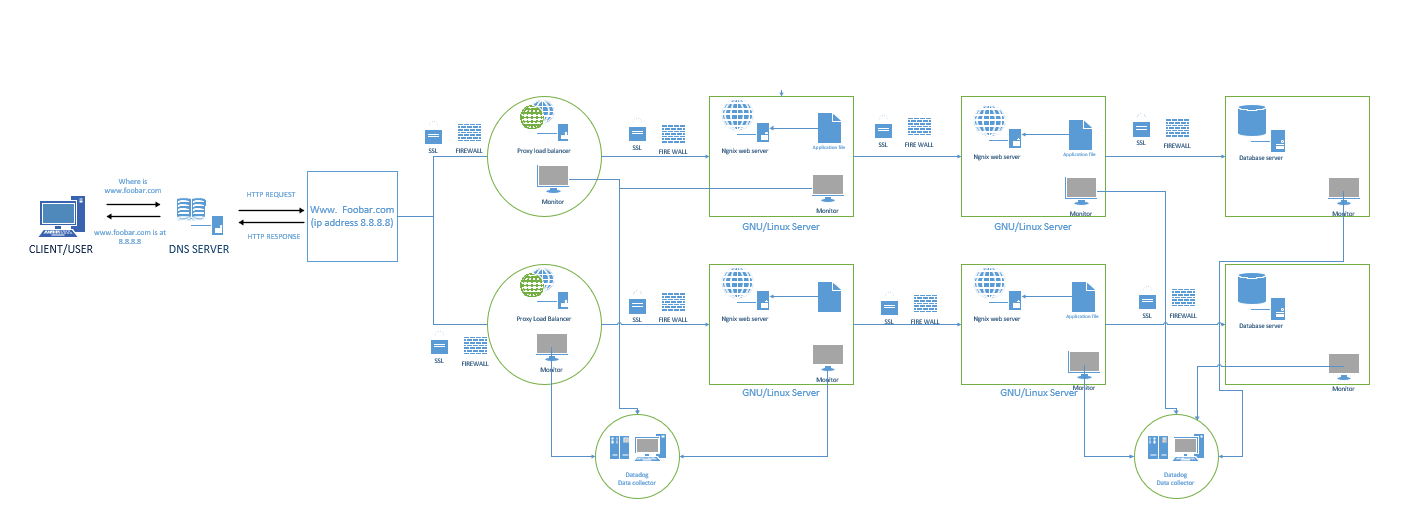 Where is
www.foobar.com
www.foobar.com is at
8.8.8.8
CLIENT/USER
DNS SERVER
HTTP REQUEST
HTTP RESPONSE
Www. Foobar.com
(ip address 8.8.8.8)
SSL
FIREWALL
Proxy load balancer
Monitor
SSL
FIRE WALL
Ngnix web server
Application file
Monitor
GNU/Linux Server
SSL
FIREWALL
Ngnix web server
Application file
Monitor
GNU/Linux Server
SSL
FIREWALL
Database server
Monitor
SSL
FIREWALL
Proxy Load Balancer
Monitor
SSL
FIRE WALL
Ngnix web server
Monitor
GNU/Linux Server
SSL
FIREWALL
Ngnix web server
Application file
Monitor
GNU/Linux Server
SSL
FIREWALL
Database server
Monitor
Datadog
Data collector
Datadog
Data collector